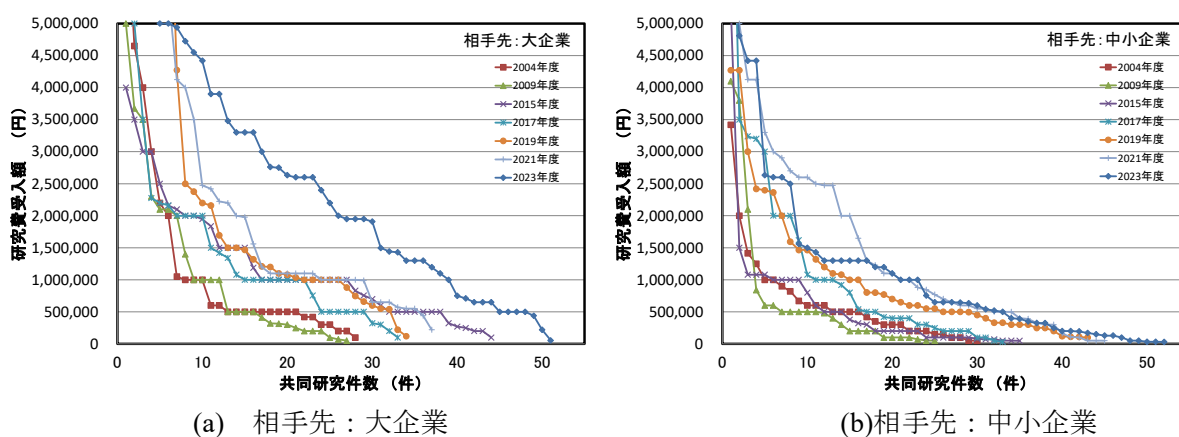 5,000,000
4,500,000
4,000,000
3,500,000
3,000,000
2,500,000
2,000,000
1,500,000
1,000,000
500,000
0
研究費受入額 (円)
相手先:大企業
2004年度
2009年度
2015年度
2017年度
2019年度
2021年度
2023年度
0 10 20 30 40 50
共同研究件数 (件)
(a) 相手先:大企業
5,000,000
4,500,000
4,000,000
3,500,000
3,000,000
2,500,000
2,000,000
1,500,000
1,000,000
500,000
0
研究費受入額 (円)
相手先:中小企業
2004年度
2009年度
2015年度
2017年度
2019年度
2021年度
2023年度
0 10 20 30 40 50
共同研究件数 (件)
(b)相手先:中小企業